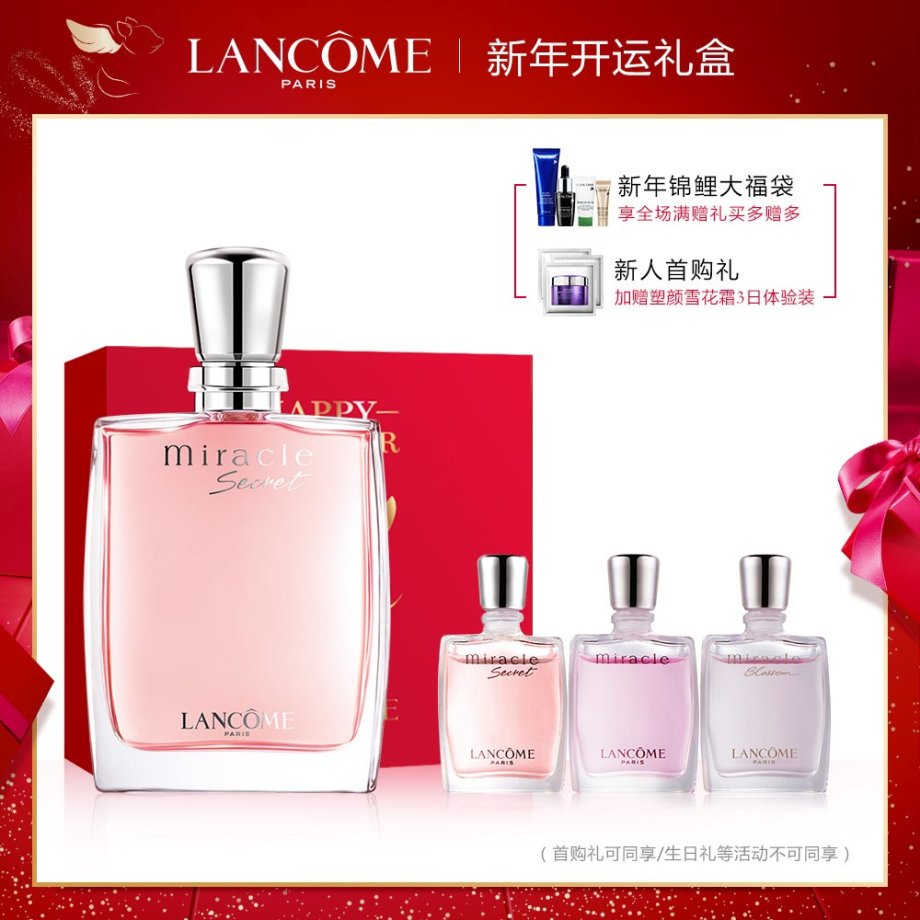 LANCÔME
PARIS
新年开运礼盒
新年锦鲤大福袋
享全场满赠礼买多赠多
新人首购礼
加赠塑颜雪花霜3日体验装
HAPPY
miracle
Secret
LANCÔME
PARIS
miracle
Secret
LANCÔME
PARIS
miracle
LANCÔME
PARIS
miracle
Blossom
LANCÔME
PARIS
(首购礼可同享/生日礼等活动不可同享)